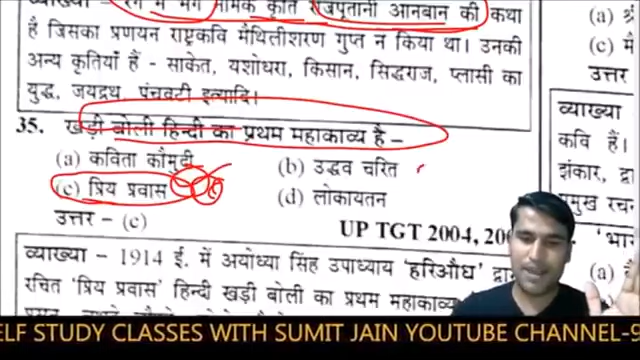 व्याख्या – रंग में भंग नामक कृति राजपूतानी आनबान की कथा
है जिसका प्रणयन राष्ट्रकवि मैथिलीशरण गुप्त न किया था। उनकी
अन्य कृतियाँ हैं - साकेत, यशोधरा, किसान, सिद्धराज, प्लासी का
युद्ध, जयद्रथ, पंचवटी इत्यादि।
35. खड़ी बोली हिन्दी का प्रथम महाकाव्य है –
(a) कविता कौमुदी (b) उद्धव चरित
(c) प्रिय प्रवास (d) लोकायतन
उत्तर – (c)
UP TGT 2004,
व्याख्या – 1914 ई. में अयोध्या सिंह उपाध्याय 'हरिऔध'
रचित 'प्रिय प्रवास' हिन्दी खड़ी बोली का प्रथम महाकाव्य
(a)
(c)
उत्तर
व्याख्या
कवि हैं।
झंकार,
प्रमुख
(a)
ELF STUDY CLASSES WITH SUMIT JAIN YOUTUBE CHANNEL-9